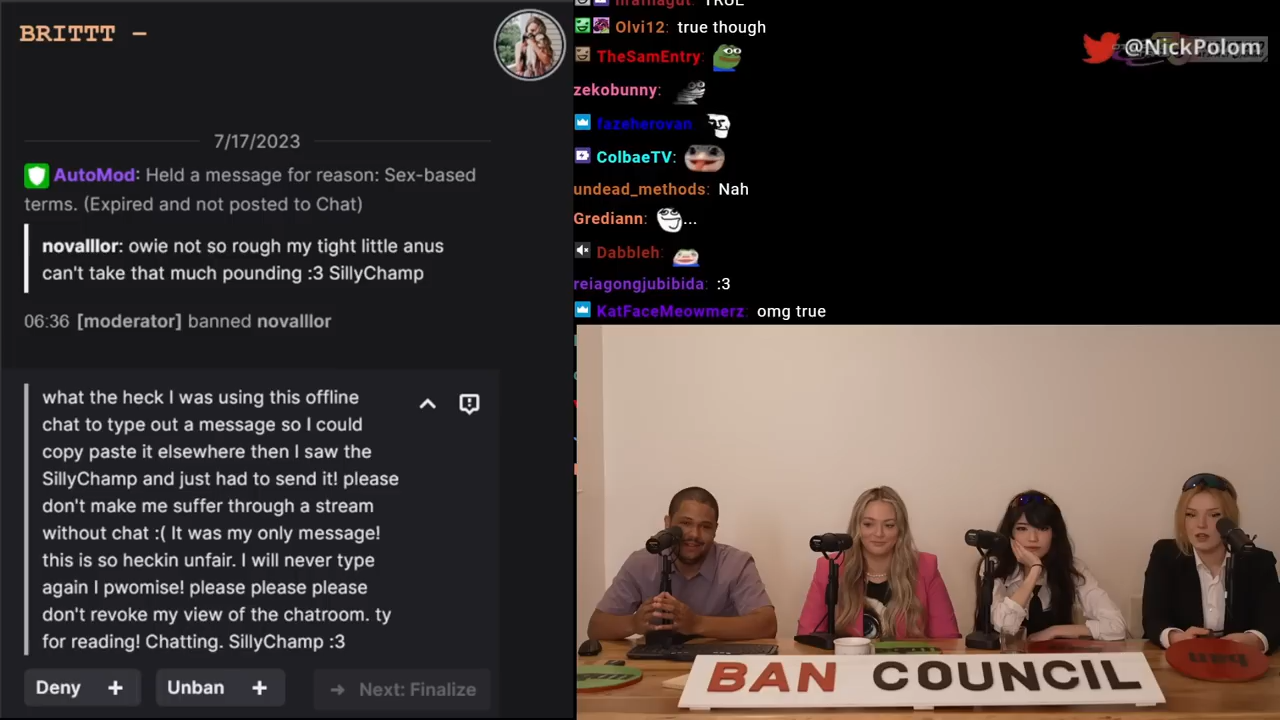 BRITTT -
7/17/2023
AutoMod: Held a message for reason: Sex-based
terms. (Expired and not posted to Chat)
novalllor: owie not so rough my tight little anus
can't take that much pounding :3 SillyChamp
06:36 [moderator] banned novalllor
what the heck I was using this offline
chat to type out a message so I could
copy paste it elsewhere then I saw the
SillyChamp and just had to send it! please
don't make me suffer through a stream
without chat :( It was my only message!
this is so heckin unfair. I will never type
again I pwomise! please please please
don't revoke my view of the chatroom. ty
for reading! Chatting. SillyChamp :3
Deny +
Unban +
→ Next: Finalize
TRUE
Olvi12: true though
TheSamEntry:
zekobunny:
fazeherovan
ColbaeTV:
undead_methods: Nah
Grediann: ...
Dabbleh:
reiagongjubibida: :3
KatFaceMeowmerz: omg true
@NickPolom
BAN COUNCIL